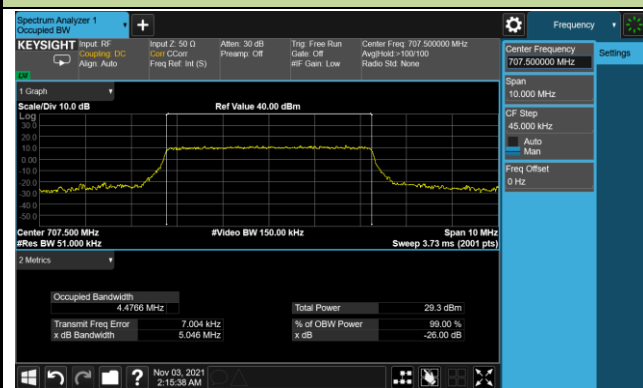 Spectrum Analyzer 1
Occupied BW
Frequency
KEYSIGHT
Input: RF
Coupling: DC
Align: Auto
Input Z: 50 Ω
Corr CCorr
Freq Ref: Int (S)
Atten: 30 dB
Preamp: Off
Trig: Free Run
Gate: Off
#IF Gain: Low
Center Freq: 707.500000 MHz
Avg|Hold:>100/100
Radio Std: None
Center Frequency
707.500000 MHz
Settings
Span
10.000 MHz
CF Step
45.000 kHz
Auto
Man
Freq Offset
0 Hz
1 Graph
Scale/Div 10.0 dB
Ref Value 40.00 dBm
Log
30.0
20.0
10.0
0.00
-10.0
-20.0
-30.0
-40.0
-50.0
Center 707.500 MHz
#Video BW 150.00 kHz
Span 10 MHz
#Res BW 51.000 kHz
Sweep 3.73 ms (2001 pts)
2 Metrics
Occupied Bandwidth
4.4766 MHz
Total Power
29.3 dBm
Transmit Freq Error
7.004 kHz
% of OBW Power
99.00 %
x dB Bandwidth
5.046 MHz
x dB
-26.00 dB
Nov 03, 2021
2:15:38 AM